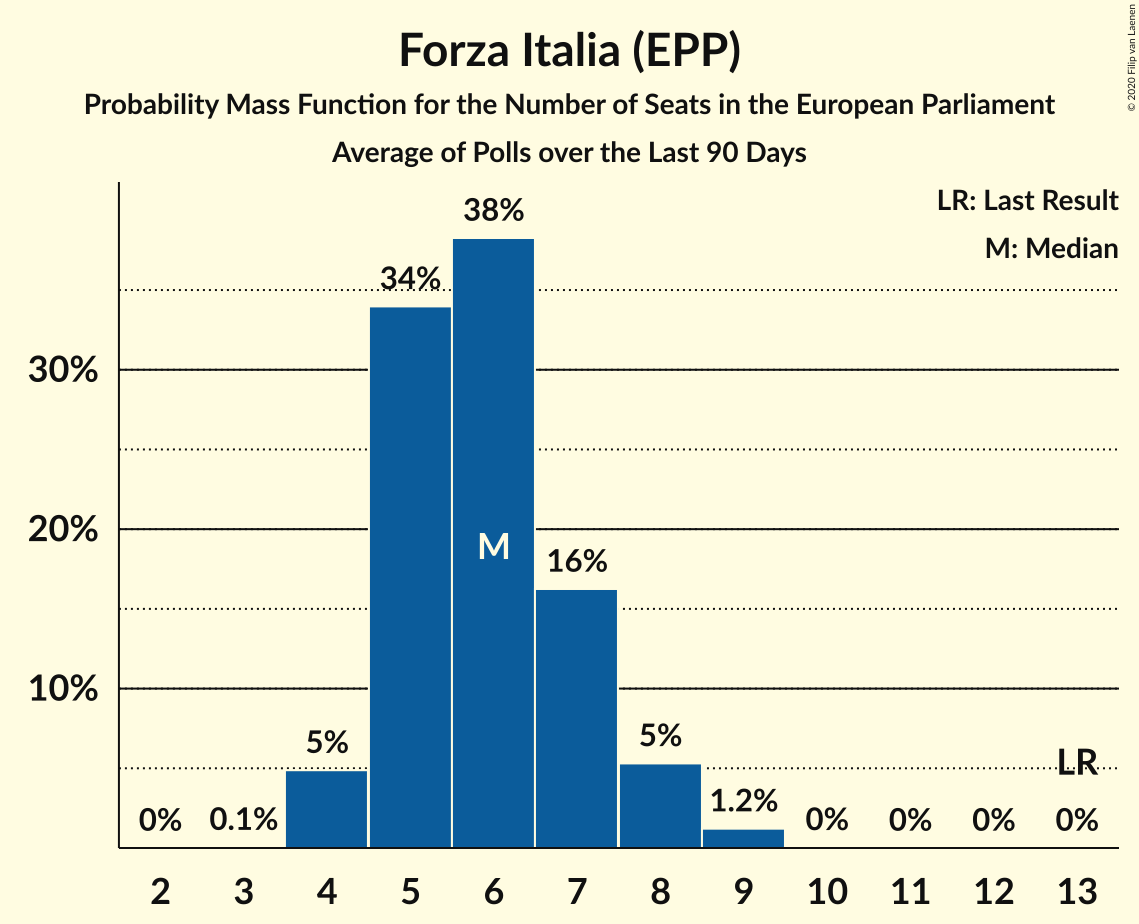 Forza Italia (EPP)
Probability Mass Function for the Number of Seats in the European Parliament
Average of Polls over the Last 90 Days
© 2020 Filip van Laenen
LR: Last Result
M: Median
38%
34%
30%
20%
M
16%
10%
5%
5%
LR
0%
0.1%
1.2%
0%
0%
0%
0%
2 3 4 5 6 7 8 9 10 11 12 13